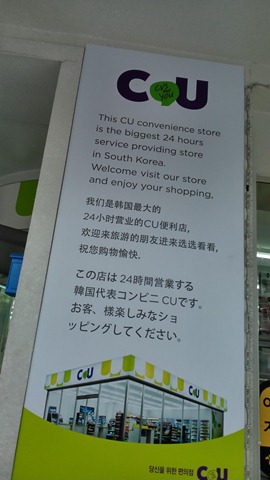 CU
CVS for you
This CU convenience store
is the biggest 24 hours
service providing store
in South Korea.
Welcome visit our store
and enjoy your shopping,
我们是韩国最大的
24小时营业的CU便利店,
欢迎来旅游的朋友进来选选看看,
祝您购物愉快.
この店は 24時間営業する
韓国代表コンビニ CUです。
お客、様楽しみなショ
ッピングしてください。
CU
CU
당신을 위한 편의점 CU